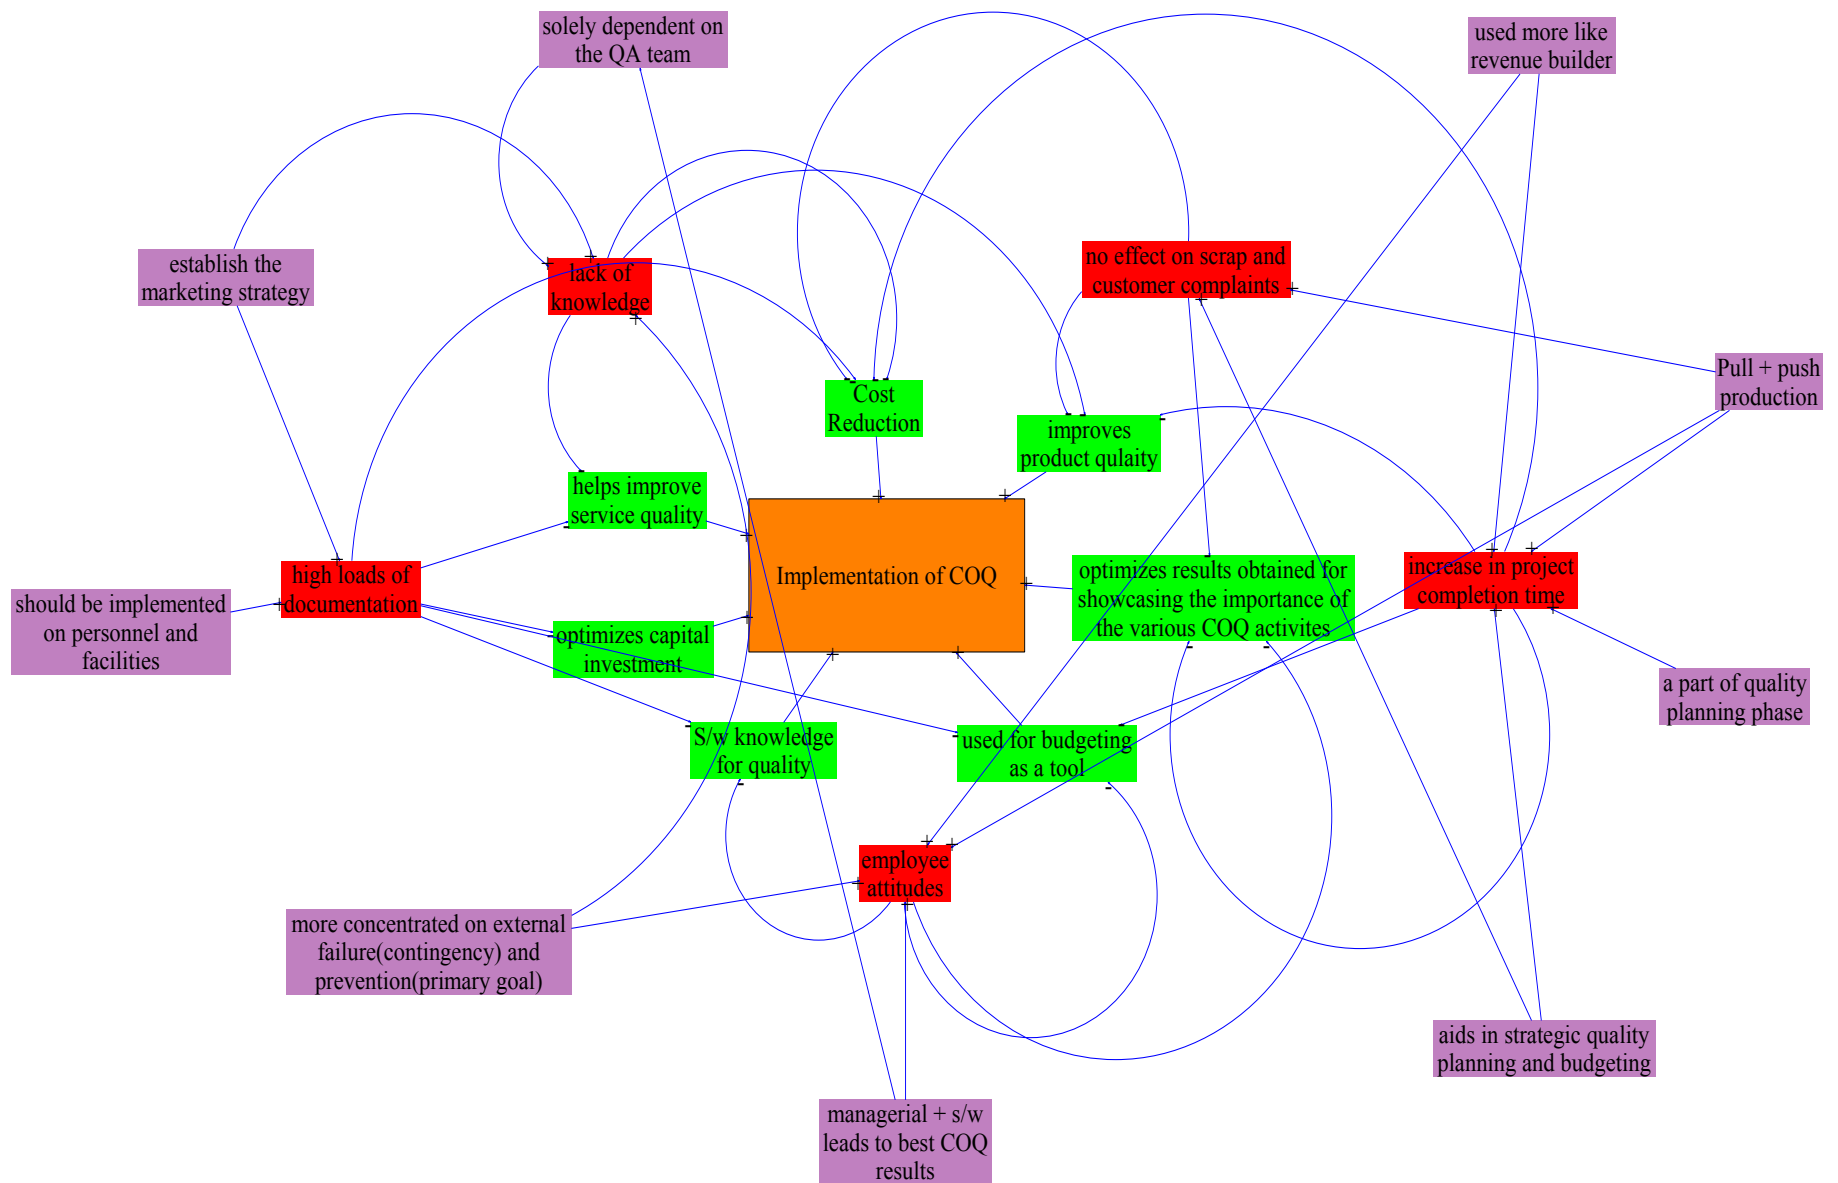 solely dependent on
the QA team
used more like
revenue builder
establish the
marketing strategy
lack of
knowledge
no effect on scrap and
customer complaints
Pull + push
production
Cost
Reduction
improves
product qulaity
helps improve
service quality
Implementation of COQ
optimizes results obtained for
showcasing the importance of
the various COQ activites
increase in project
completion time
high loads of
documentation
should be implemented
on personnel and
facilities
optimizes capital
investment
a part of quality
planning phase
S/w knowledge
for quality
used for budgeting
as a tool
employee
attitudes
more concentrated on external
failure(contingency) and
prevention(primary goal)
aids in strategic quality
planning and budgeting
managerial + s/w
leads to best COQ
results